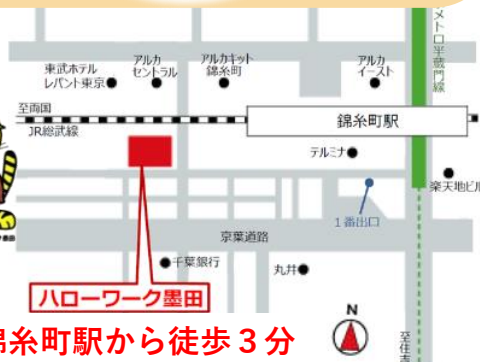 メトロ半蔵門線
東武ホテル
レバント東京
アルカ
セントラル
アルカキット
錦糸町
アルカ
イースト
至両国
JR総武線
錦糸町駅
テルミナ
楽天地ビル
1番出口
京葉道路
千葉銀行
丸井
ハローワーク墨田
N
錦糸町駅から徒歩３分